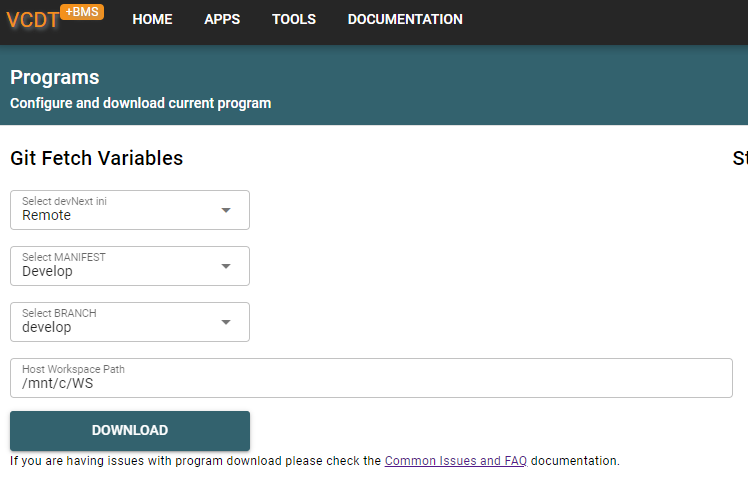 VCDT +BMS HOME APPS TOOLS DOCUMENTATION
Programs
Configure and download current program
Git Fetch Variables
Select devNext ini
Remote
Select MANIFEST
Develop
Select BRANCH
develop
Host Workspace Path
/mnt/c/WS
DOWNLOAD
If you are having issues with program download please check the Common Issues and FAQ documentation.